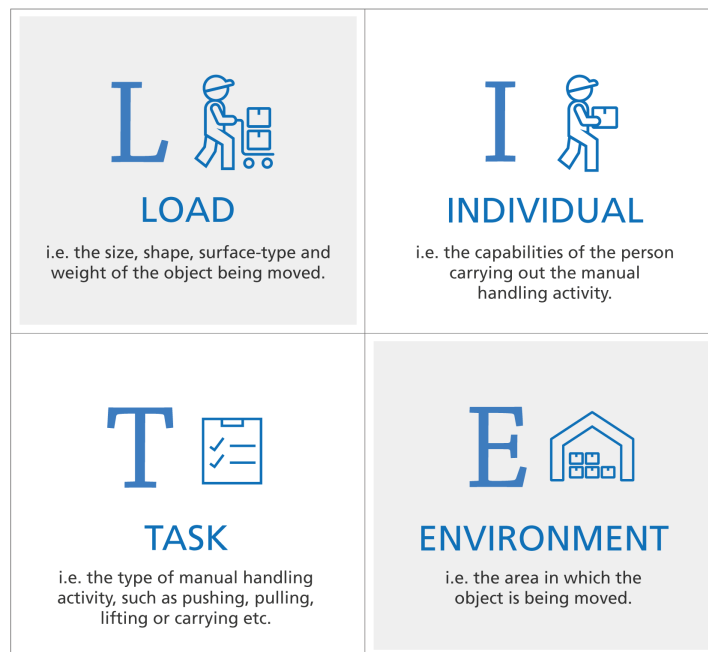 L
LOAD
i.e. the size, shape, surface-type and
weight of the object being moved.
I
INDIVIDUAL
i.e. the capabilities of the person
carrying out the manual
handling activity.
T
TASK
i.e. the type of manual handling
activity, such as pushing, pulling,
lifting or carrying etc.
E
ENVIRONMENT
i.e. the area in which the
object is being moved.